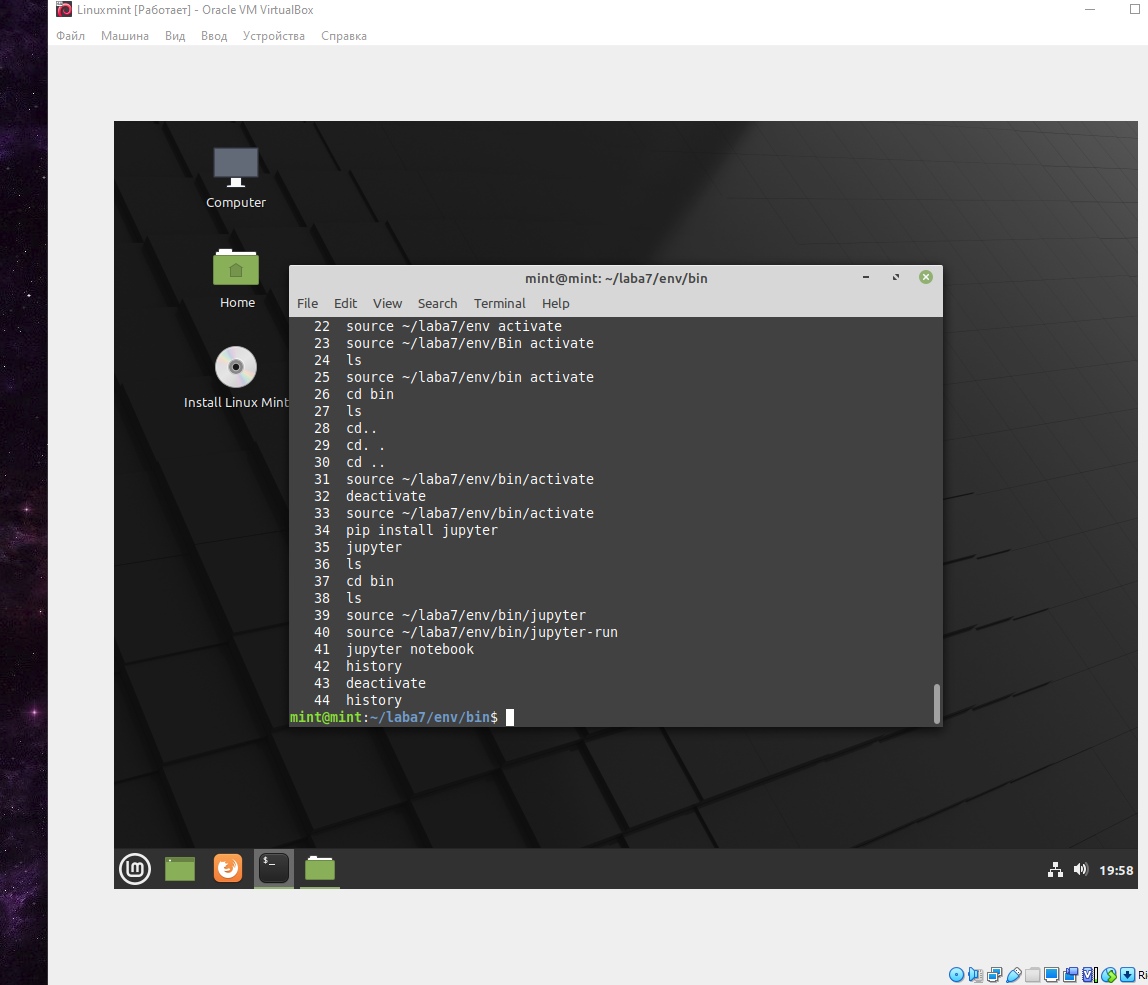 Linuxmint [Работает] - Oracle VM VirtualBox
Файл Машина Вид Ввод Устройства Справка
Computer
Home
Install Linux Mint
mint@mint: ~/laba7/env/bin
File Edit View Search Terminal Help
22 source ~/laba7/env activate
23 source ~/laba7/env/Bin activate
24 ls
25 source ~/laba7/env/bin activate
26 cd bin
27 ls
28 cd..
29 cd. .
30 cd ..
31 source ~/laba7/env/bin/activate
32 deactivate
33 source ~/laba7/env/bin/activate
34 pip install jupyter
35 jupyter
36 ls
37 cd bin
38 ls
39 source ~/laba7/env/bin/jupyter
40 source ~/laba7/env/bin/jupyter-run
41 jupyter notebook
42 history
43 deactivate
44 history
mint@mint:~/laba7/env/bin$
$_
19:58
Ri